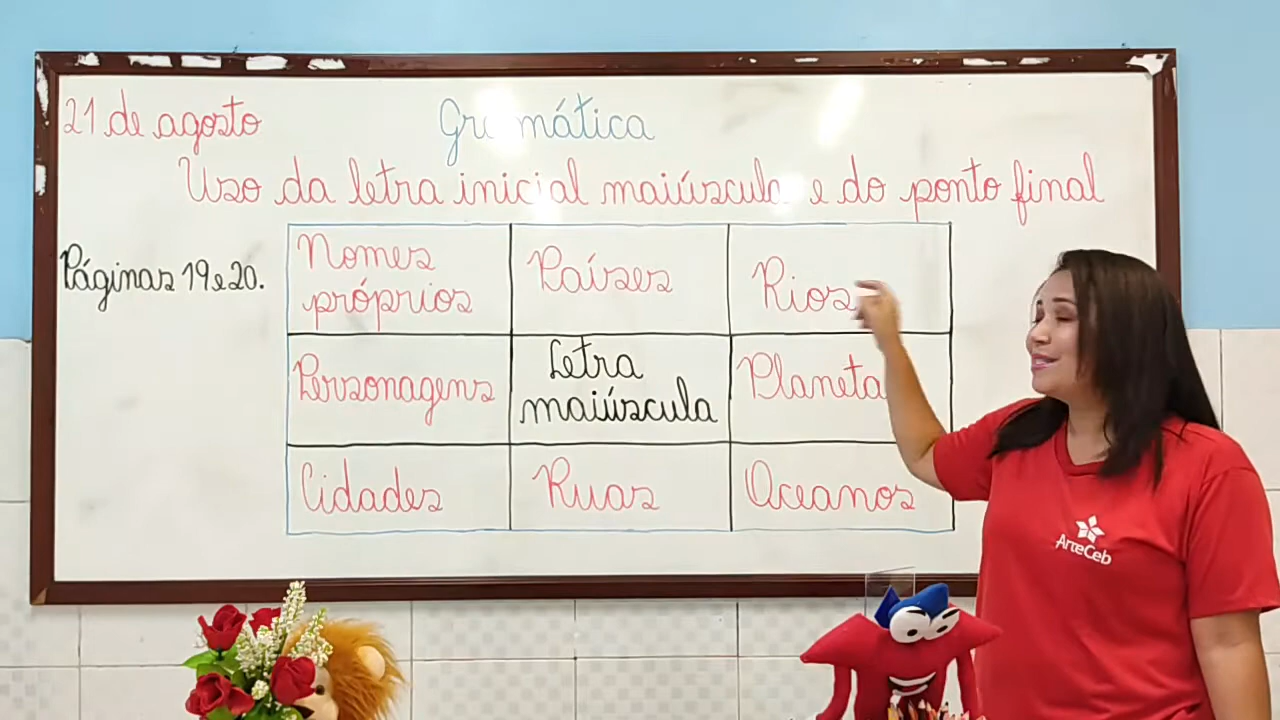 21 de agosto
Gramática
Uso da letra inicial maiúscula e do ponto final
Páginas 19 e 20.
Nomes próprios
Países
Rios
Personagens
Letra maiúscula
Planeta
Cidades
Ruas
Oceanos
ArteCeb